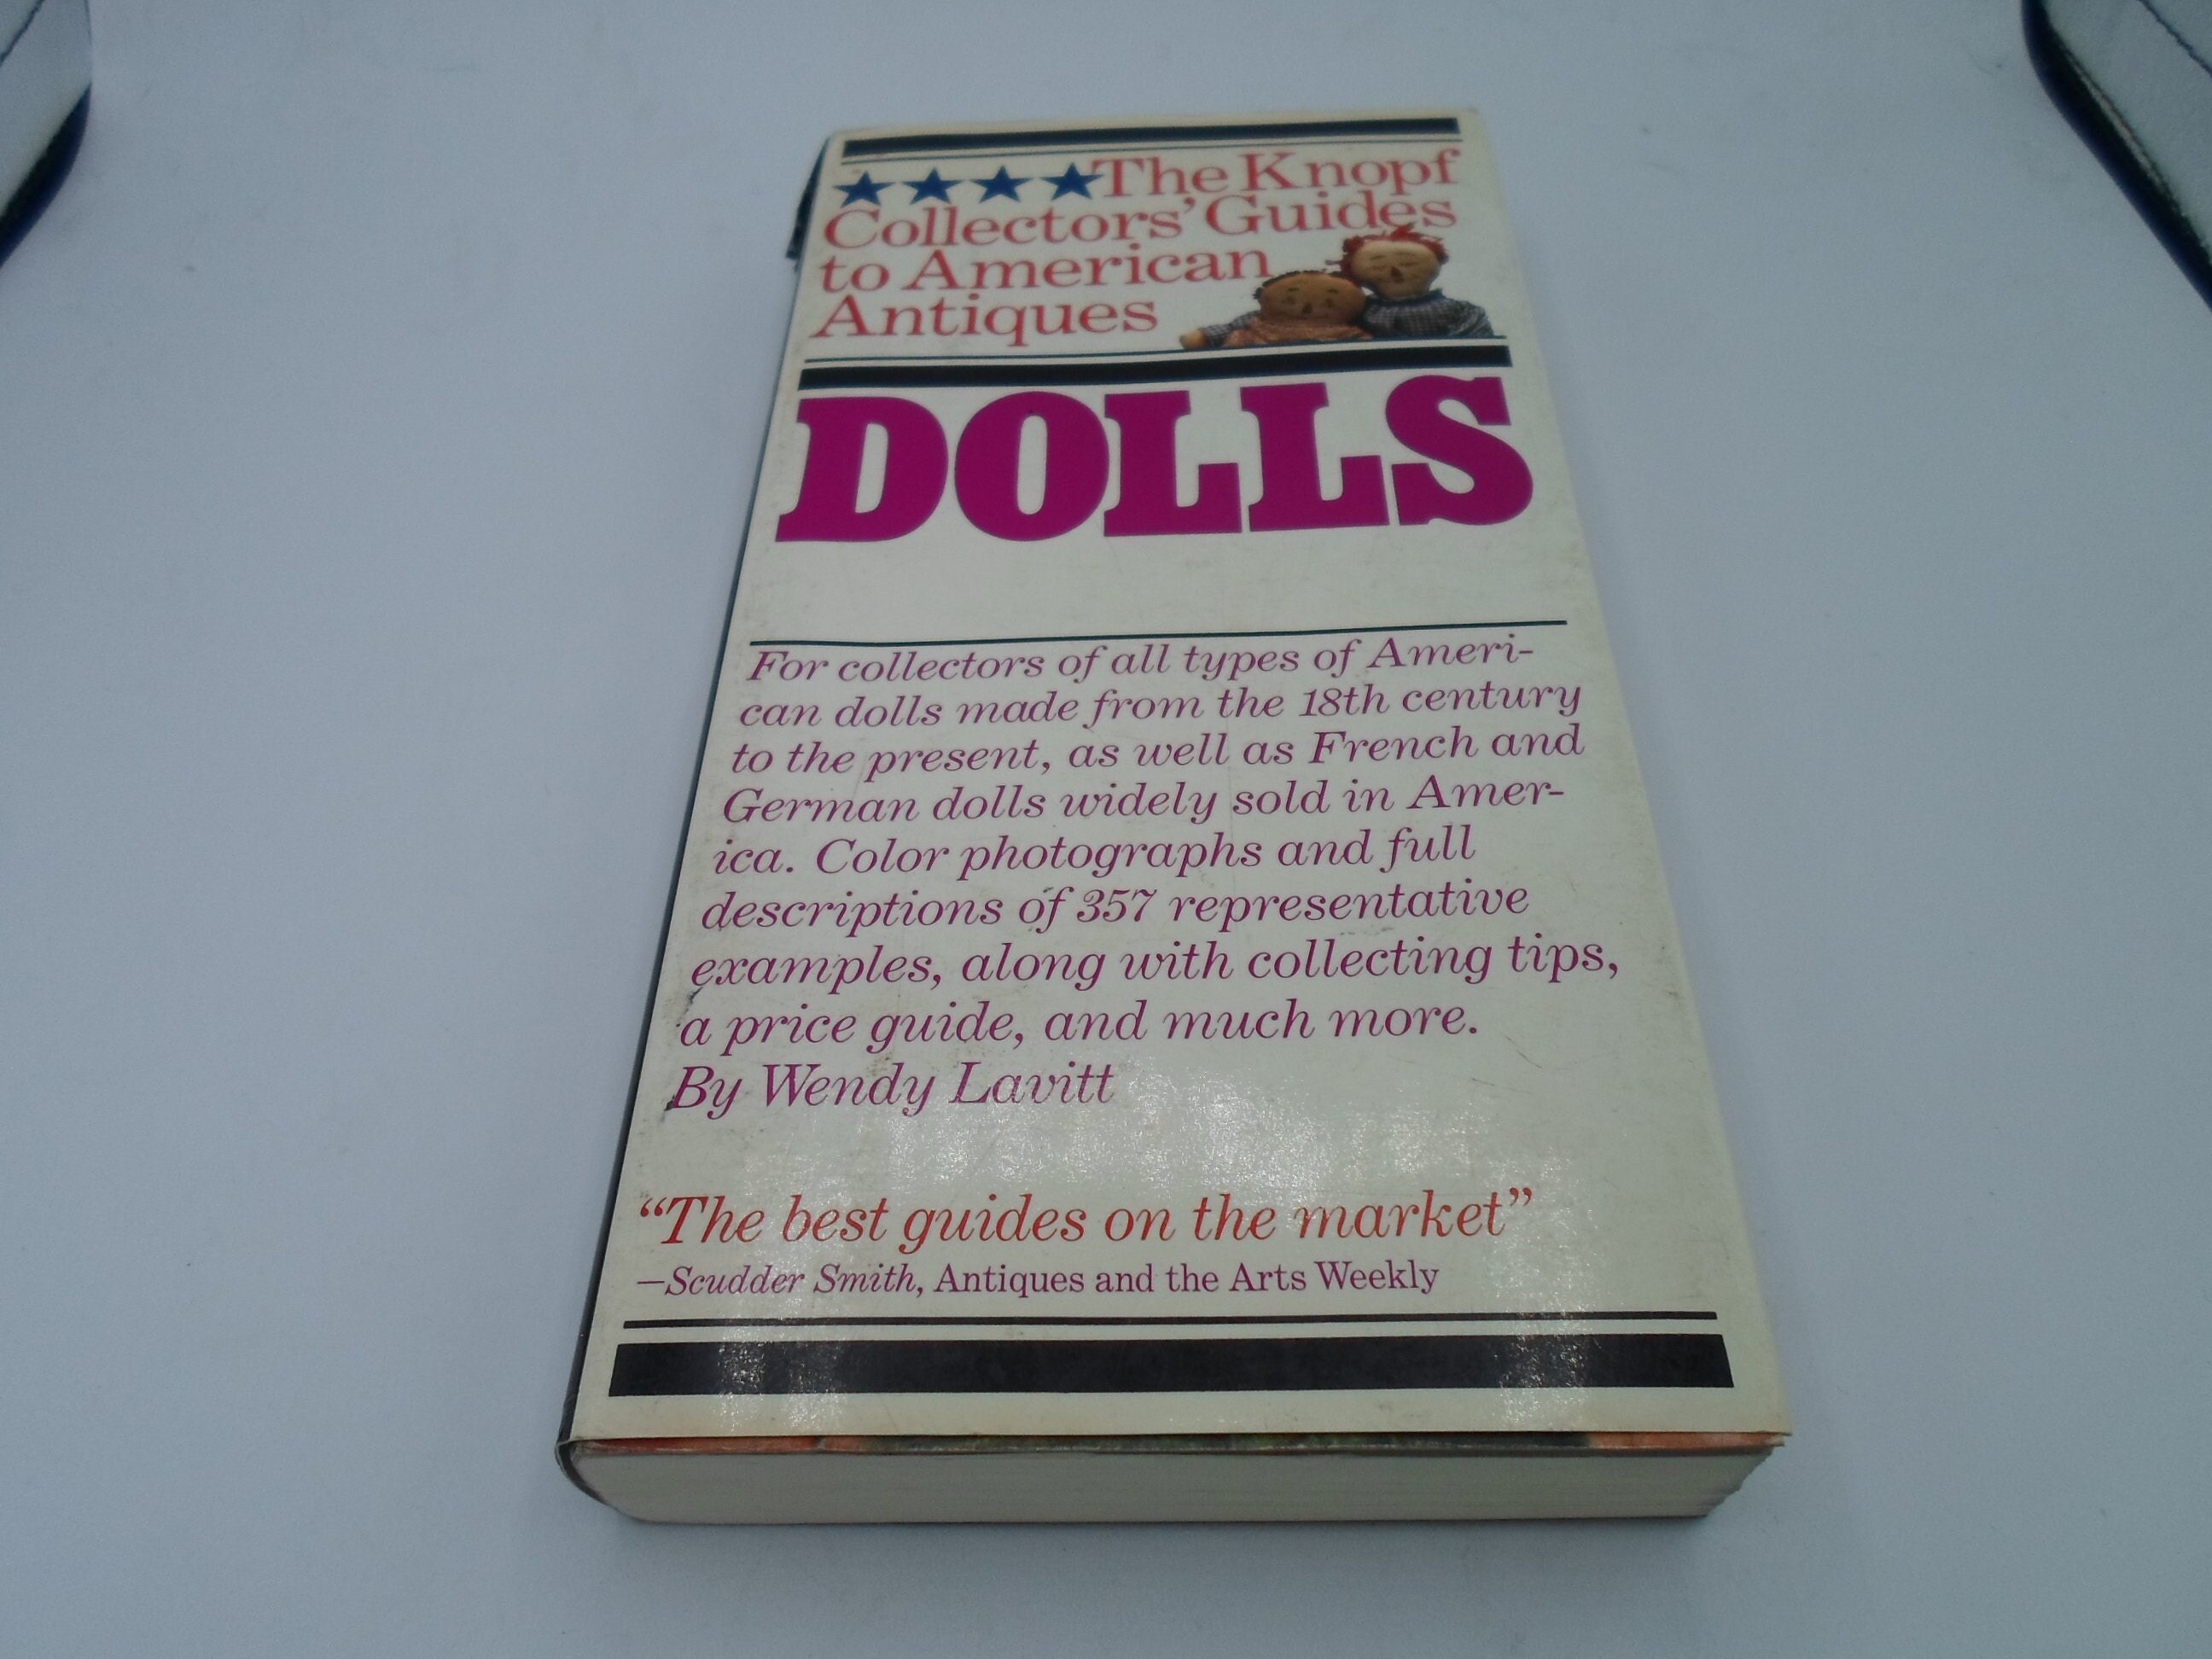 ★★★★The Knopf
Collectors' Guides
to American
Antiques
DOLLS
For collectors of all types of Ameri-
can dolls made from the 18th century
to the present, as well as French and
German dolls widely sold in Amer-
ica. Color photographs and full
descriptions of 357 representative
examples, along with collecting tips,
a price guide, and much more.
By Wendy Lavitt
“The best guides on the market”
—Scudder Smith, Antiques and the Arts Weekly